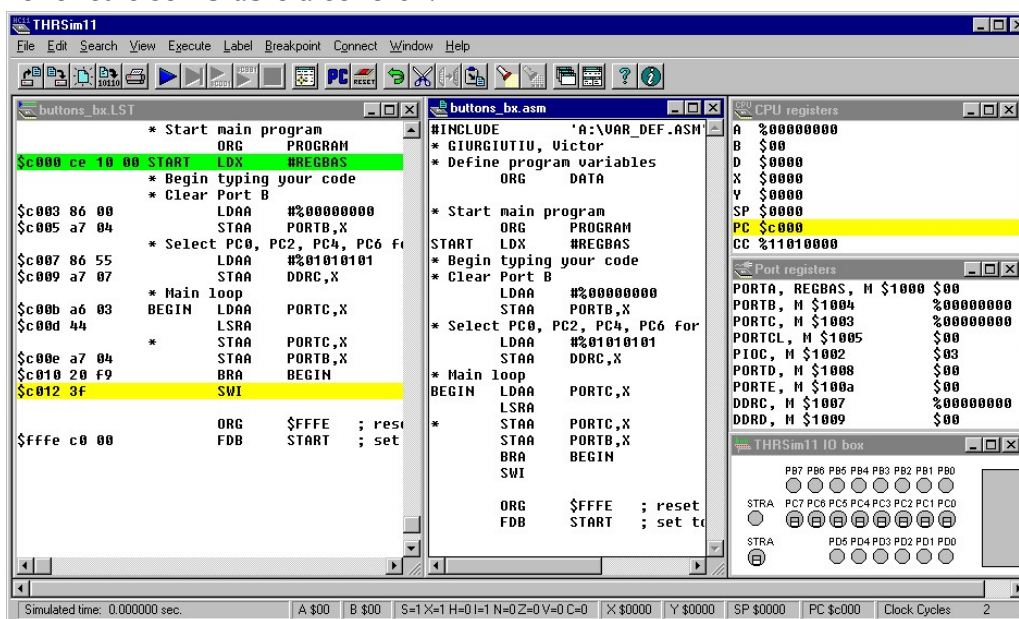 THRSim11
File Edit Search View Execute Label Breakpoint Connect Window Help
buttons_bx.LST
* Start main program
ORG PROGRAM
$c000 ce 10 00 START LDX #REGBAS
* Begin typing your code
* Clear Port B
$c003 86 00 LDAA #%00000000
$c005 a7 04 STAA PORTB,X
* Select PC0, PC2, PC4, PC6 f
$c007 86 55 LDAA #%01010101
$c009 a7 07 STAA DDRC,X
* Main loop
$c00b a6 03 BEGIN LDAA PORTC,X
$c00d 44 LSRA
* STAA PORTC,X
$c00e a7 04 STAA PORTB,X
$c010 20 f9 BRA BEGIN
$c012 3f SWI
ORG $FFFE ; res
$fffe c0 00 FDB START ; set
buttons_bx.asm
#INCLUDE 'A:\VAR_DEF.ASM'
* GIURGIUTIU, Victor
* Define program variables
ORG DATA
* Start main program
ORG PROGRAM
START LDX #REGBAS
* Begin typing your code
* Clear Port B
LDAA #%00000000
STAA PORTB,X
* Select PC0, PC2, PC4, PC6 for
LDAA #%01010101
STAA DDRC,X
* Main loop
BEGIN LDAA PORTC,X
LSRA
* STAA PORTC,X
STAA PORTB,X
BRA BEGIN
SWI
ORG $FFFE ; reset
FDB START ; set to
CPU registers
A %00000000
B $00
D $0000
X $0000
Y $0000
SP $0000
PC $c000
CC %11010000
Port registers
PORTA, REGBAS, M $1000 $00
PORTB, M $1004 %00000000
PORTC, M $1003 %00000000
PORTCL, M $1005 $00
PIOC, M $1002 $03
PORTD, M $1008 $00
PORTE, M $100a $00
DDRC, M $1007 %00000000
DDRD, M $1009 $00
THRSim11 IO box
PB7 PB6 PB5 PB4 PB3 PB2 PB1 PB0
STRA PC7 PC6 PC5 PC4 PC3 PC2 PC1 PC0
STRA PD5 PD4 PD3 PD2 PD1 PD0
Simulated time: 0.000000 sec. A $00 B $00 S=1 X=1 H=0 I=1 N=0 Z=0 V=0 C=0 X $0000 Y $0000 SP $0000 PC $c000 Clock Cycles 2